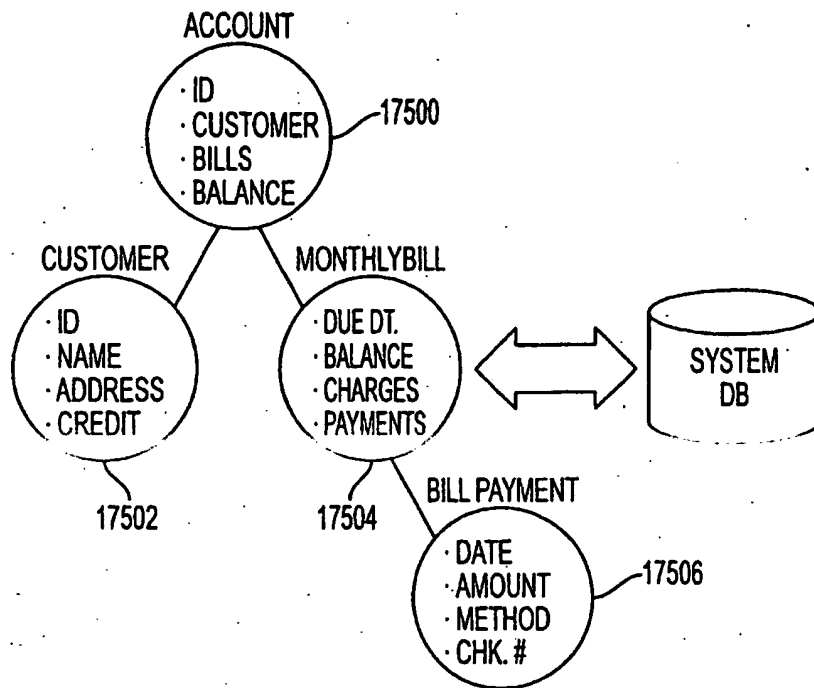 ACCOUNT
· ID
· CUSTOMER
· BILLS
· BALANCE
17500
CUSTOMER
· ID
· NAME
· ADDRESS
· CREDIT
17502
MONTHLYBILL
· DUE DT.
· BALANCE
· CHARGES
· PAYMENTS
17504
SYSTEM
DB
BILL PAYMENT
· DATE
· AMOUNT
· METHOD
· CHK. #
17506